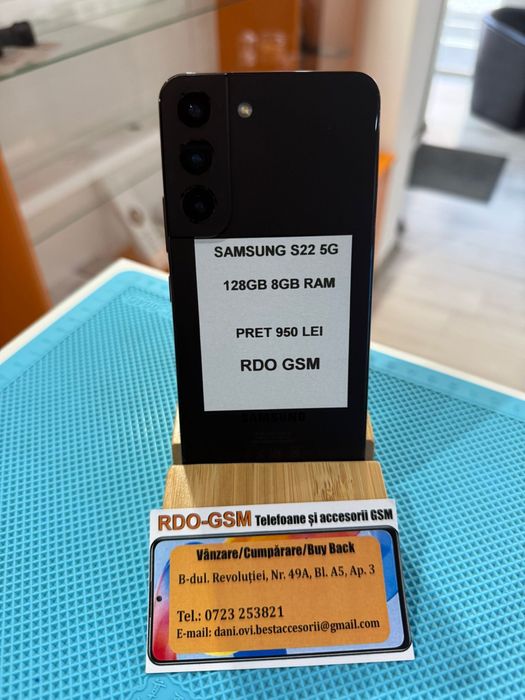 SAMSUNG S22 5G
128GB 8GB RAM
PRET 950 LEI
RDO GSM
SAMSUNG
RDO-GSM Telefoane și accesorii GSM
Vânzare/Cumpărare/Buy Back
B-dul. Revoluției, Nr. 49A, Bl. A5, Ap. 3
Tel.: 0723 253821
E-mail: dani.ovi.bestaccesorii@gmail.com